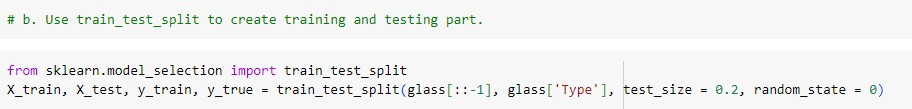 # b. Use train_test_split to create training and testing part.
from sklearn.model_selection import train_test_split
X_train, X_test, y_train, y_true = train_test_split(glass[::-1], glass['Type'], test_size = 0.2, random_state = 0)